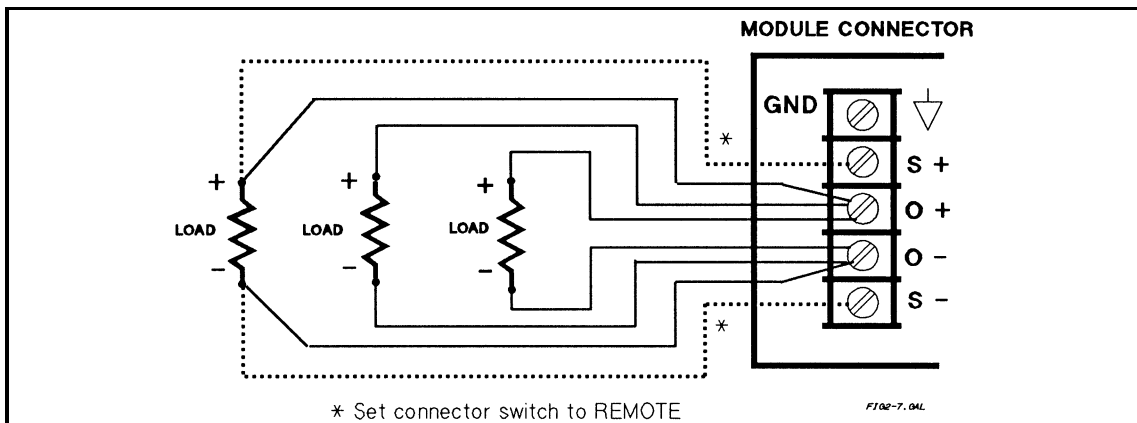 MODULE CONNECTOR
GND
*
S +
+
+
+
O +
LOAD
LOAD
LOAD
O -
-
-
-
S -
*
* Set connector switch to REMOTE
FIG2-7.GAL